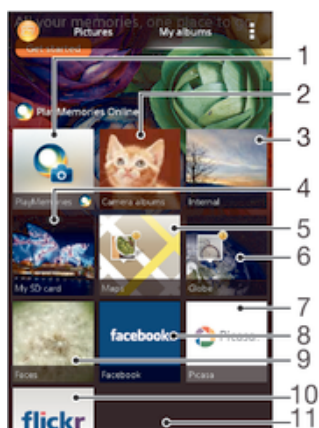 All your memories, one place to
Pictures My albums
Get started
PlayMemories Online
1
2
3
PlayMemories
Camera albums
Internal
4
5
6
My SD card
Maps
Globe
7
facebook
8
Picasa
9
Faces
Facebook
Picasa
10
flickr
11